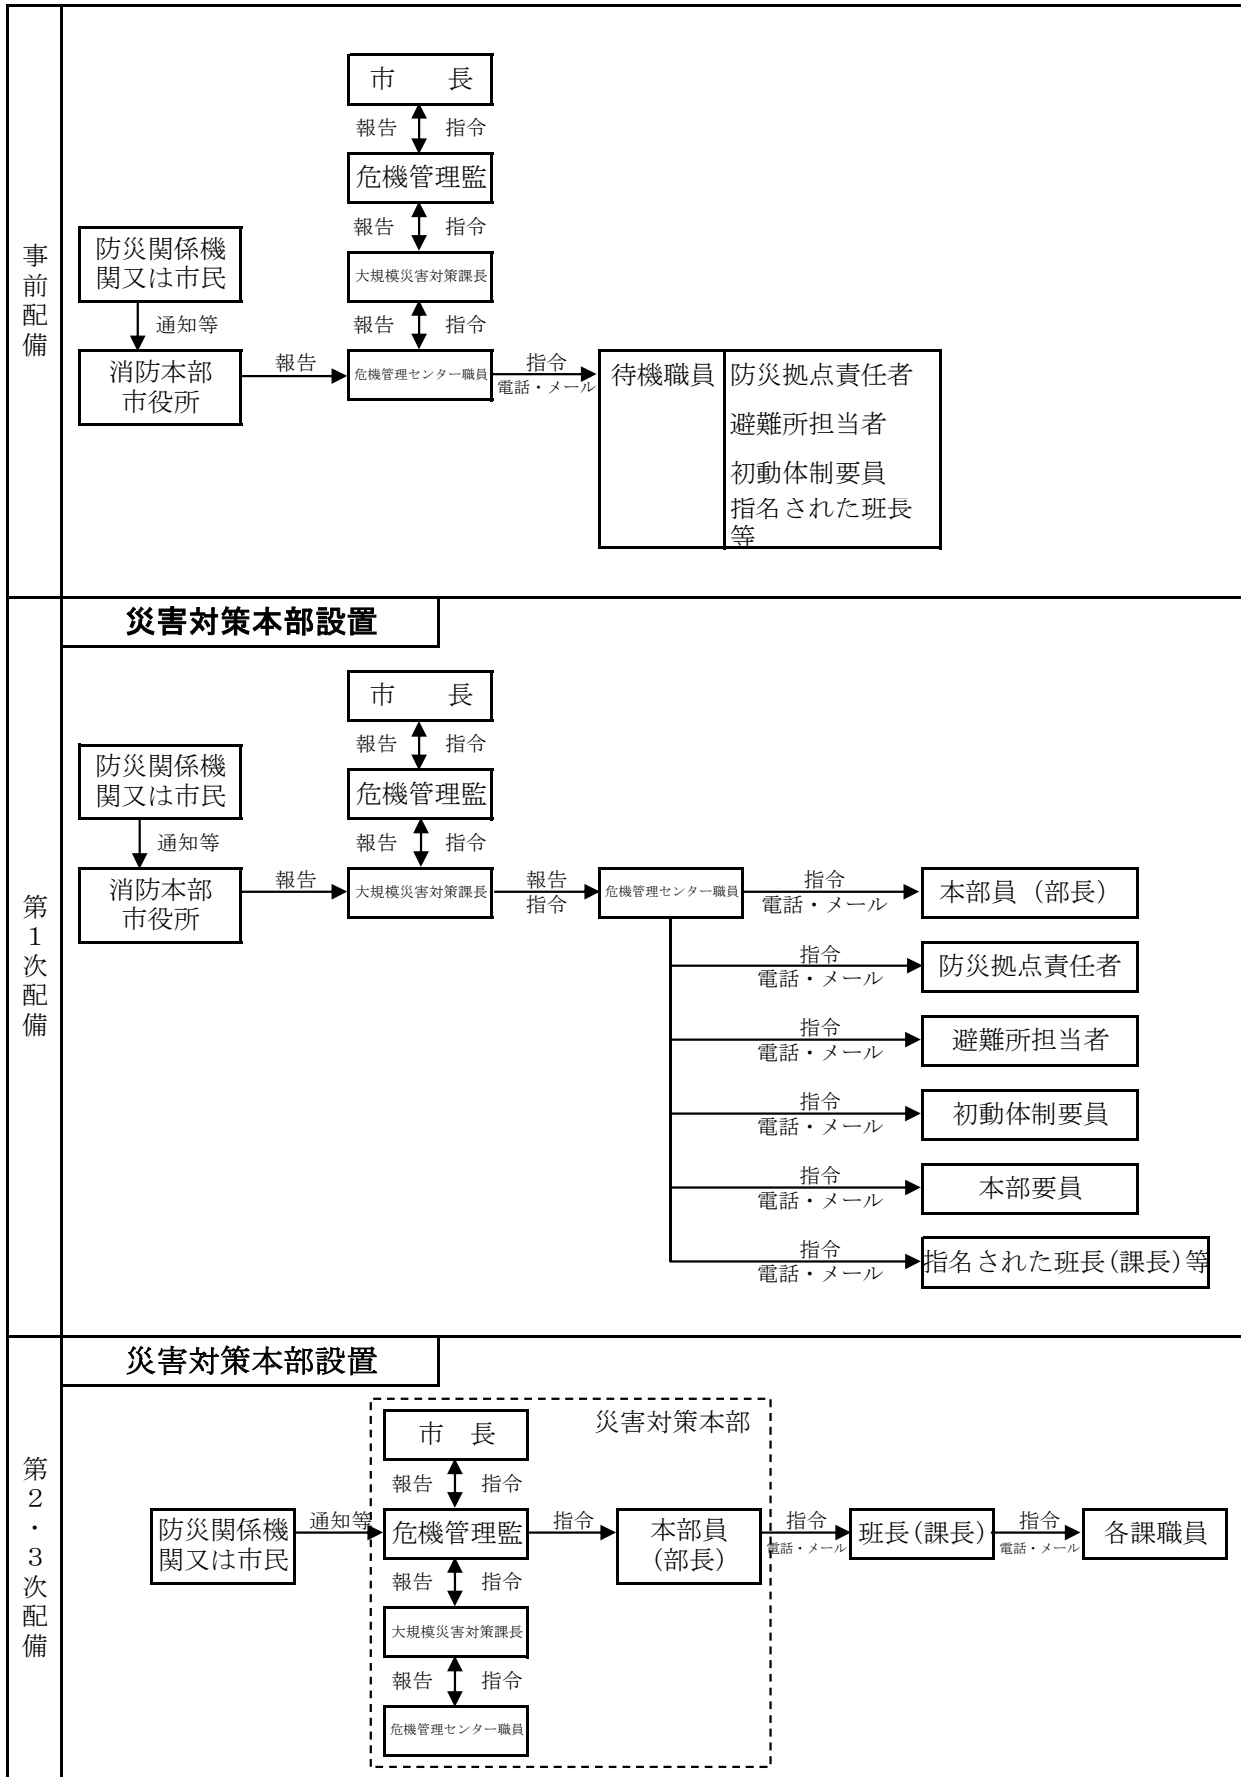 事前配備
市　　長
報告　指令
危機管理監
報告　指令
防災関係機
関又は市民
大規模災害対策課長
通知等
報告　指令
消防本部
市役所
報告
危機管理センター職員
指令
電話・メール
待機職員
防災拠点責任者
避難所担当者
初動体制要員
指名された班長
等
第１次配備
災害対策本部設置
市　　長
報告　指令
防災関係機
関又は市民
危機管理監
通知等
報告　指令
消防本部
市役所
報告
大規模災害対策課長
報告
指令
危機管理センター職員
指令
電話・メール
本部員（部長）
指令
電話・メール
防災拠点責任者
指令
電話・メール
避難所担当者
指令
電話・メール
初動体制要員
指令
電話・メール
本部要員
指令
電話・メール
指名された班長(課長)等
第２・３次配備
災害対策本部設置
災害対策本部
市　長
報告　指令
防災関係機
関又は市民
通知等
危機管理監
指令
本部員
(部長)
指令
電話・メール
班長(課長)
指令
電話・メール
各課職員
報告　指令
大規模災害対策課長
報告　指令
危機管理センター職員